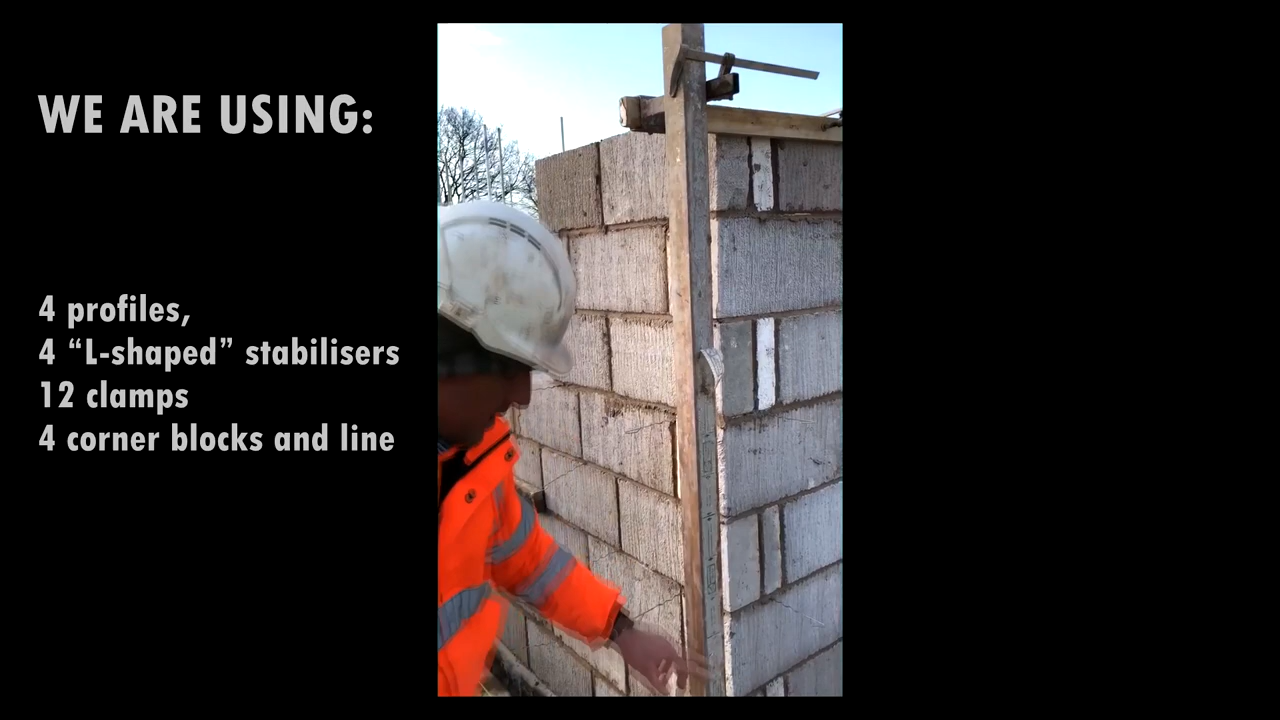 WE ARE USING:
4 profiles,
4 “L-shaped” stabilisers
12 clamps
4 corner blocks and line